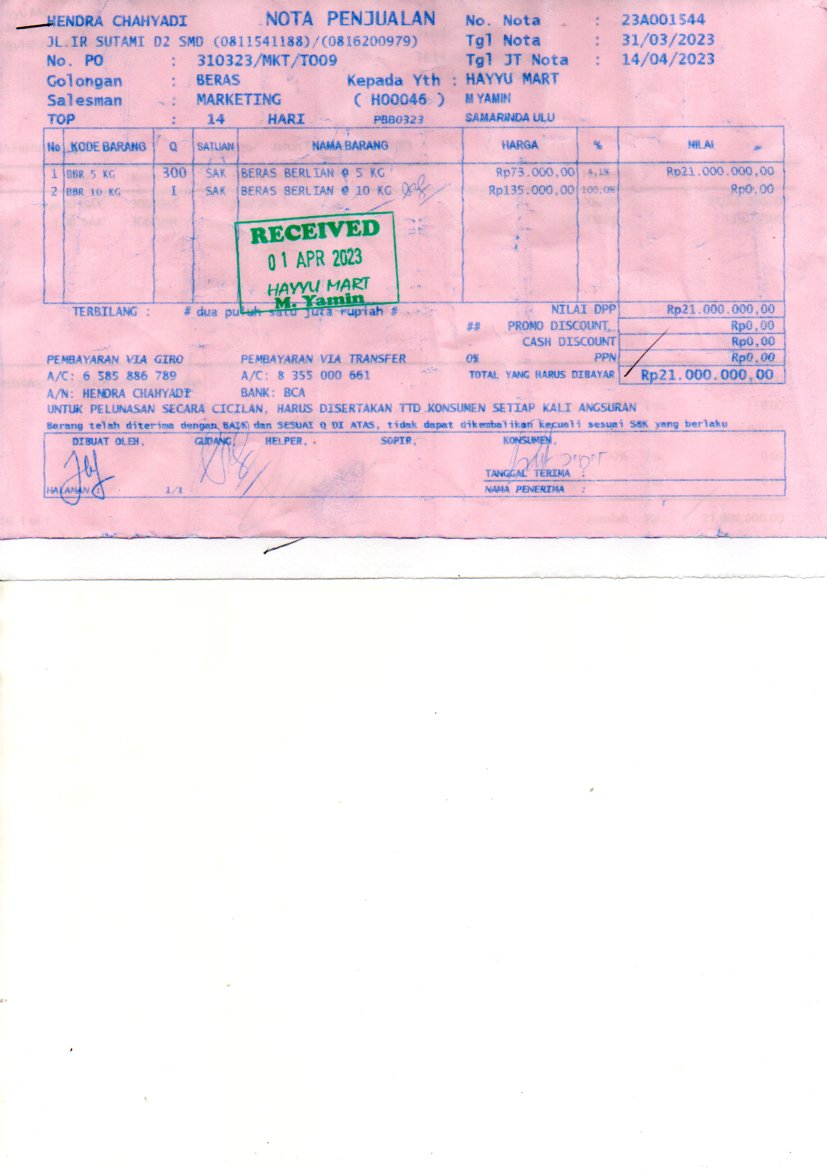 HENDRA CHAHYADI NOTA PENJUALAN No. Nota : 23A001544
JL.IR SUTAMI D2 SMD (0811541188)/(0816200979) Tgl Nota : 31/03/2023
No. PO : 310323/MKT/T009 Tgl JT Nota : 14/04/2023
Golongan : BERAS Kepada Yth : HAYYU MART
Salesman : MARKETING ( H00046 ) M YAMIN
TOP : 14 HARI PBB0323 SAMARINDA ULU
No KODE BARANG Q SATUAN NAMA BARANG HARGA % NILAI
1 BBR 5 KG 300 SAK BERAS BERLIAN @ 5 KG Rp73.000,00 4,1% Rp21.000.000,00
2 BBR 10 KG 1 SAK BERAS BERLIAN @ 10 KG Rp135.000,00 100,0% Rp0,00
RECEIVED
01 APR 2023
HAYYU MART
M. Yamin
TERBILANG : # dua puluh satu juta rupiah # NILAI DPP Rp21.000.000,00
## PROMO DISCOUNT Rp0,00
CASH DISCOUNT Rp0,00
PEMBAYARAN VIA GIRO PEMBAYARAN VIA TRANSFER 0% PPN Rp0,00
A/C: 6 585 886 789 A/C: 8 355 000 661 TOTAL YANG HARUS DIBAYAR Rp21.000.000,00
A/N: HENDRA CHAHYADI BANK: BCA
UNTUK PELUNASAN SECARA CICILAN, HARUS DISERTAKAN TTD KONSUMEN SETIAP KALI ANGSURAN
Barang telah diterima dengan BAIK dan SESUAI Q DI ATAS, tidak dapat dikembalikan kecuali sesuai S&K yang berlaku
DIBUAT OLEH, GUDANG, HELPER, SOPIR, KONSUMEN,
TANGGAL TERIMA :
HALAMAN : 1/1 NAMA PENERIMA :